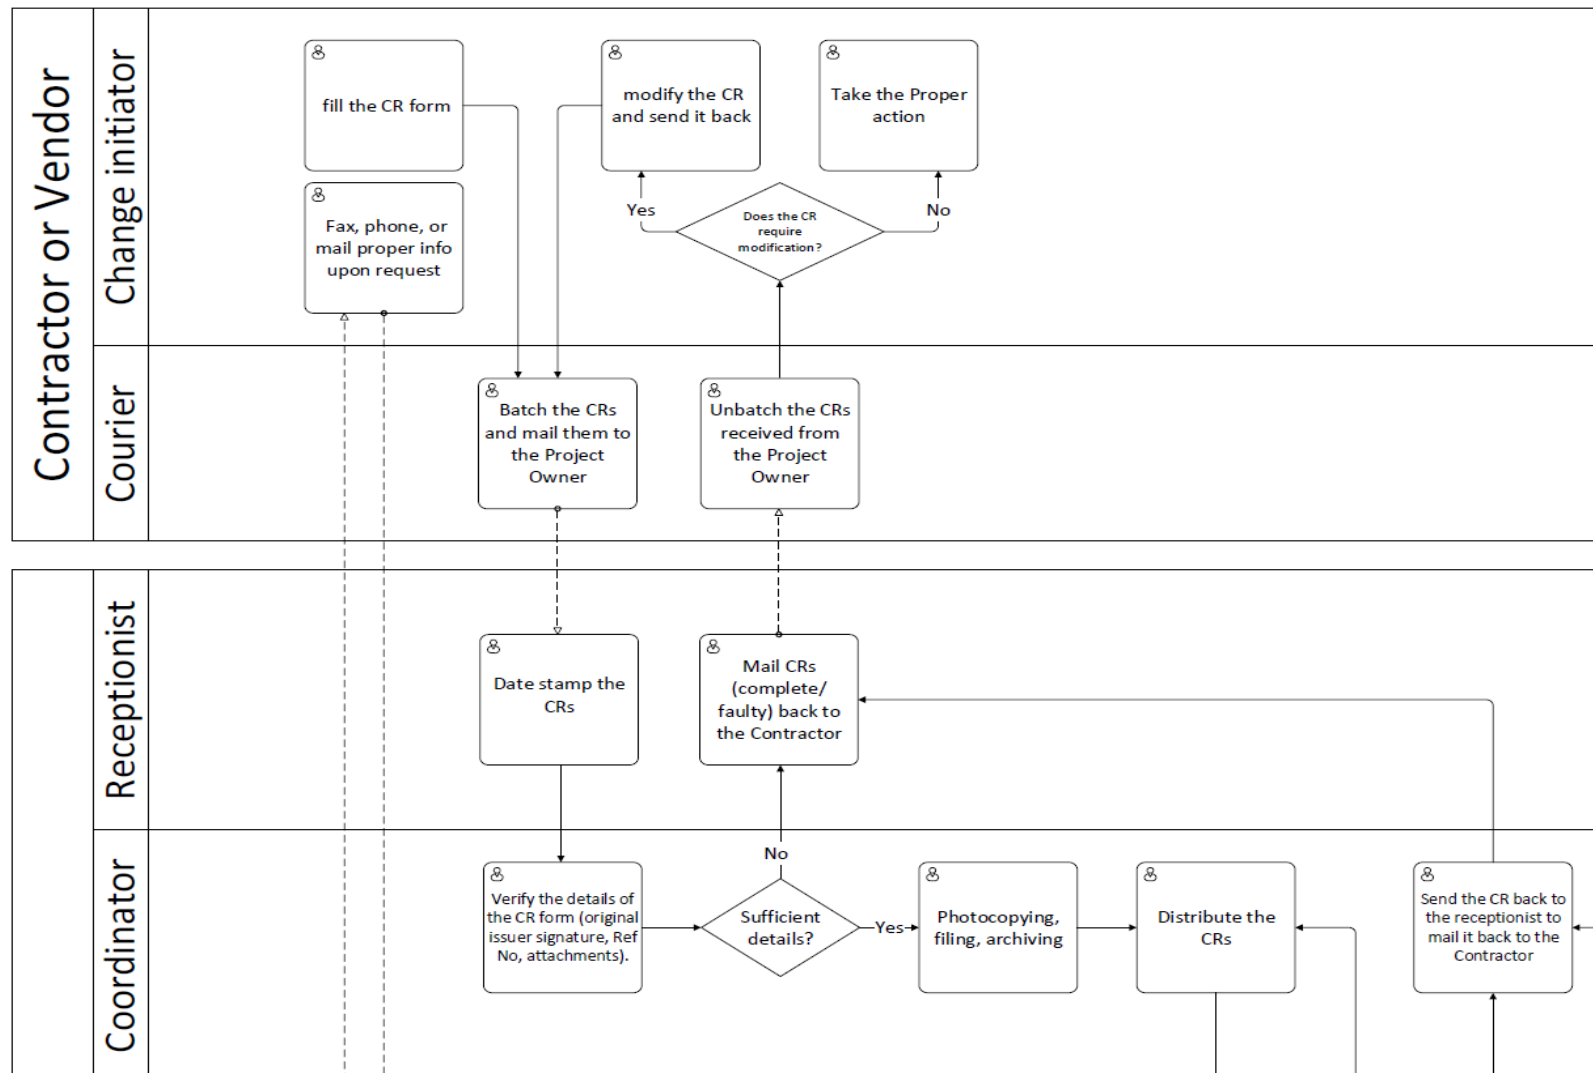 Contractor or Vendor
Change initiator
fill the CR form
modify the CR
and send it back
Take the Proper
action
Fax, phone, or
mail proper info
upon request
Yes
Does the CR
require
modification?
No
Courier
Batch the CRs
and mail them to
the Project
Owner
Unbatch the CRs
received from
the Project
Owner
Receptionist
Date stamp the
CRs
Mail CRs
(complete/
faulty) back to
the Contractor
Coordinator
Verify the details of
the CR form (original
issuer signature, Ref
No, attachments).
No
Sufficient
details?
Yes
Photocopying,
filing, archiving
Distribute the
CRs
Send the CR back to
the receptionist to
mail it back to the
Contractor